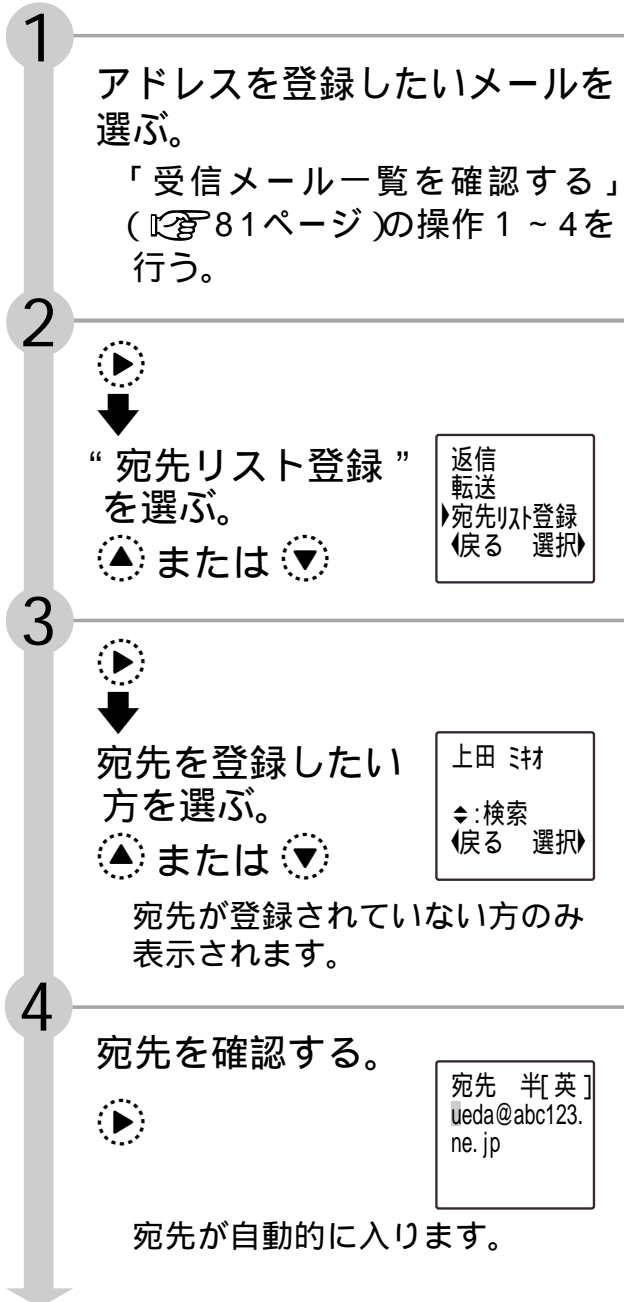 1
アドレスを登録したいメールを
選ぶ。
「受信メール一覧を確認する」
(☞81ページ)の操作1~4を
行う。
2
“宛先リスト登録”
を選ぶ。
または
返信
転送
宛先ﾘｽﾄ登録
戻る 選択
3
宛先を登録したい
方を選ぶ。
または
上田 ﾐｷｵ
:検索
戻る 選択
宛先が登録されていない方のみ
表示されます。
4
宛先を確認する。
宛先 半[英]
ueda@abc123.
ne.jp
宛先が自動的に入ります。